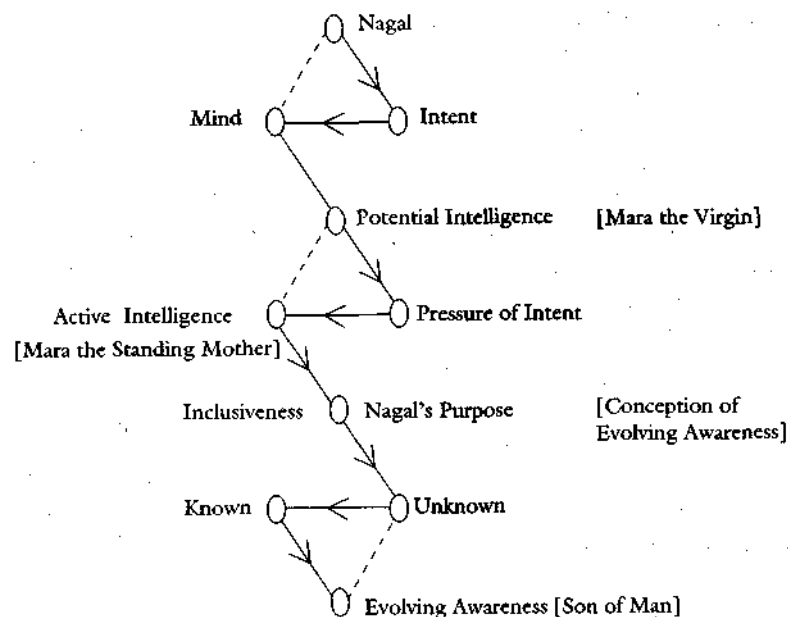 Nagal
Mind
Intent
Potential Intelligence [Mara the Virgin]
Active Intelligence
Pressure of Intent
[Mara the Standing Mother]
Inclusiveness
Nagal's Purpose
[Conception of
Evolving Awareness]
Known
Unknown
Evolving Awareness [Son of Man]